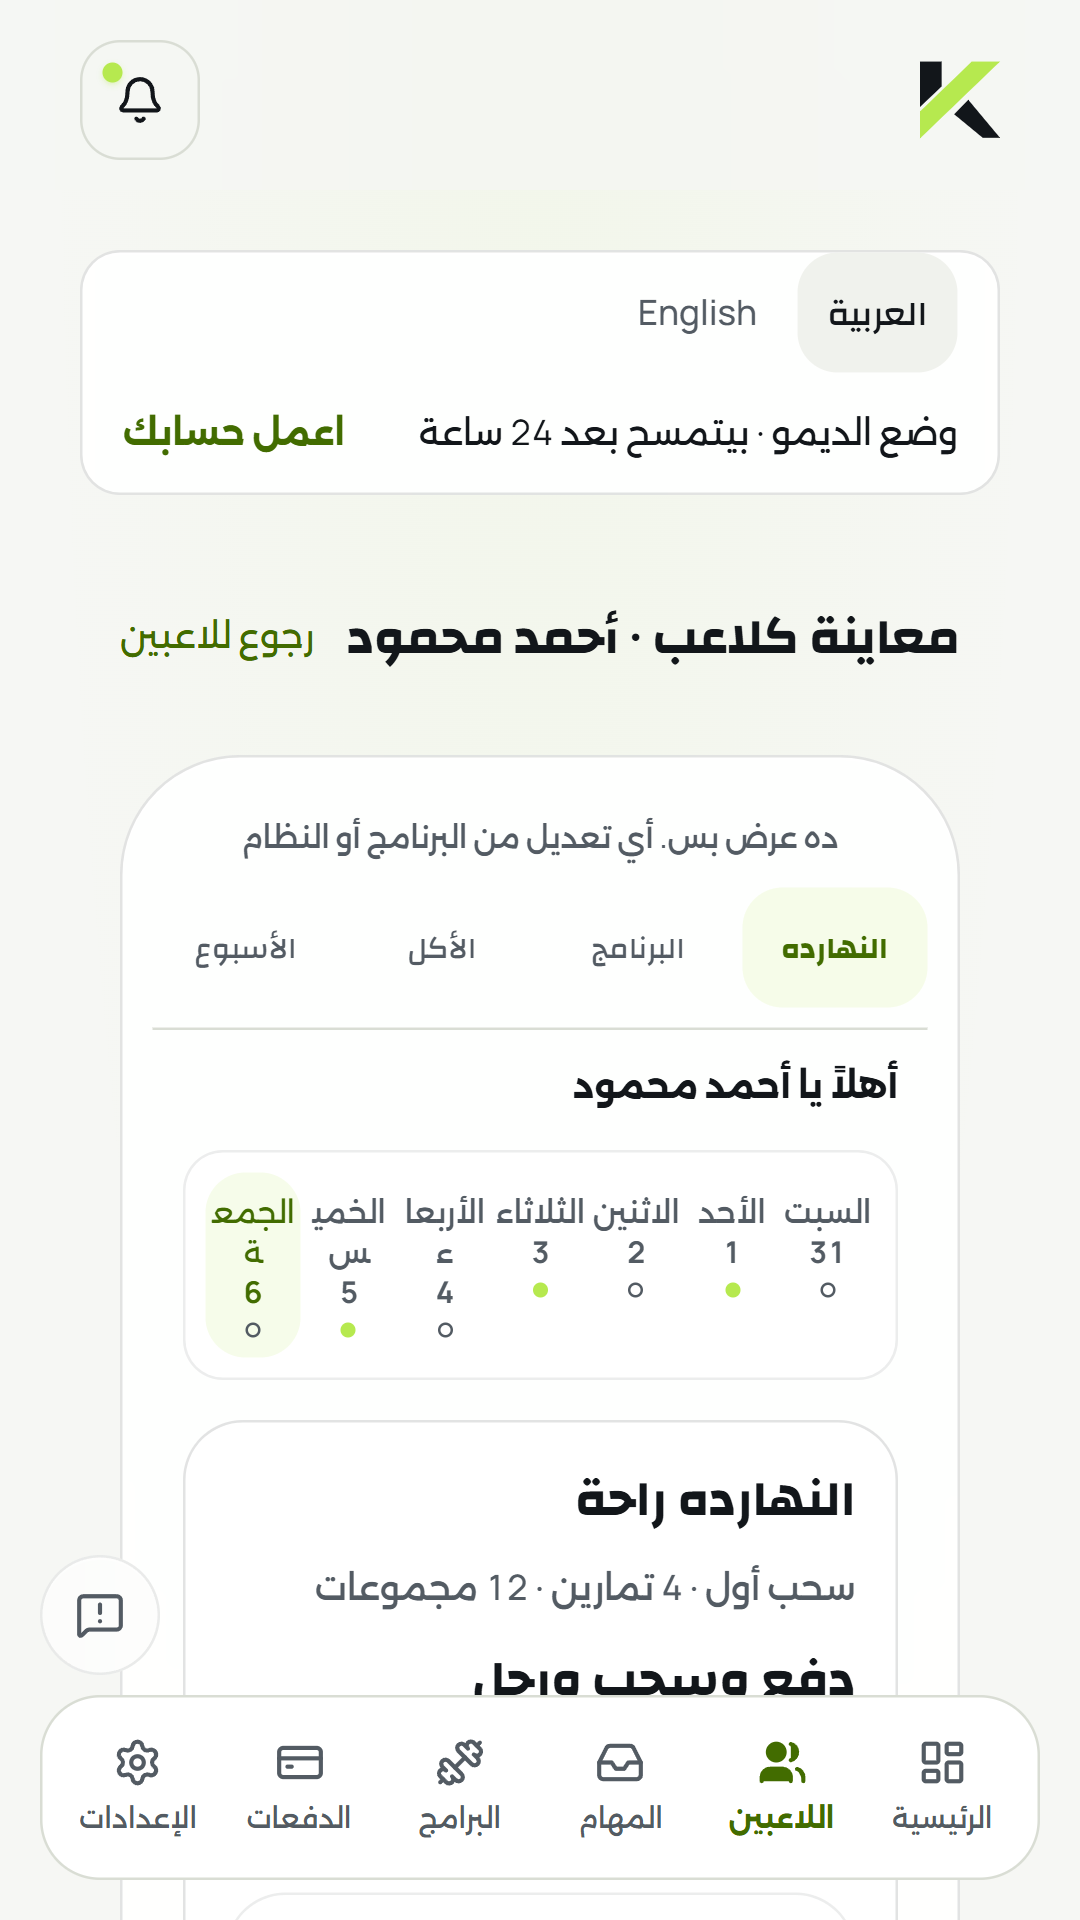 العربية
English
وضع الديمو · بيتمسح بعد 24 ساعة
اعمل حسابك
معاينة كلاعب · أحمد محمود
رجوع للاعبين
ده عرض بس. أي تعديل من البرنامج أو النظام
النهارده
البرنامج
الأكل
الأسبوع
أهلاً يا أحمد محمود
السبت
31
الأحد
1
الاثنين
2
الثلاثاء
3
الأربعاء
4
الخميس
5
الجمعة
6
النهارده راحة
سحب أول · 4 تمارين · 12 مجموعات
دفع وسحب ورجل
الرئيسية
اللاعبين
المهام
البرامج
الدفعات
الإعدادات